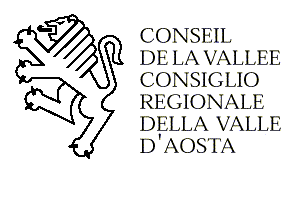 CONSEIL
DE LA VALLEE
CONSIGLIO
REGIONALE
DELLA VALLE
D'AOSTA